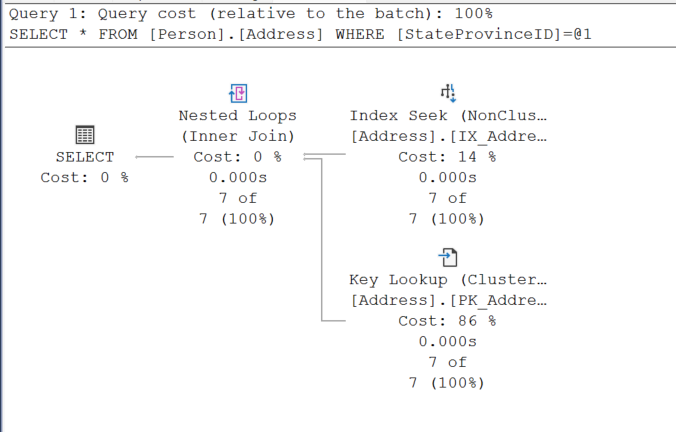 Query 1: Query cost (relative to the batch): 100%
SELECT * FROM [Person].[Address] WHERE [StateProvinceID]=@1
SELECT
Cost: 0 %
Nested Loops
(Inner Join)
Cost: 0 %
0.000s
7 of
7 (100%)
Index Seek (NonClus…
[Address].[IX_Addre…
Cost: 14 %
0.000s
7 of
7 (100%)
Key Lookup (Cluster…
[Address].[PK_Addre…
Cost: 86 %
0.000s
7 of
7 (100%)